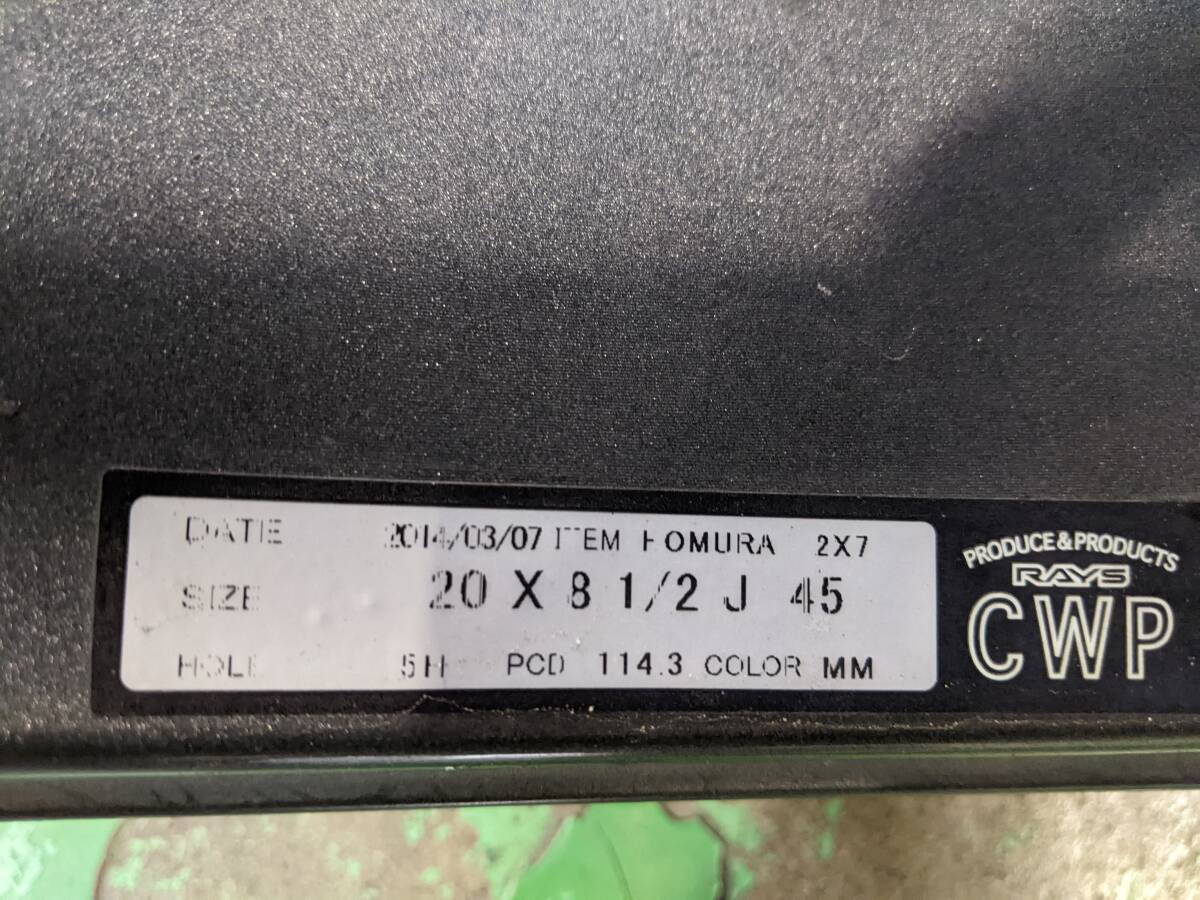 DATE 2014/03/07 ITEM HOMURA 2X7
SIZE 20 X 8 1/2 J 45
HOLE 5H PCD 114.3 COLOR MM
PRODUCE & PRODUCTS
RAYS
CWP